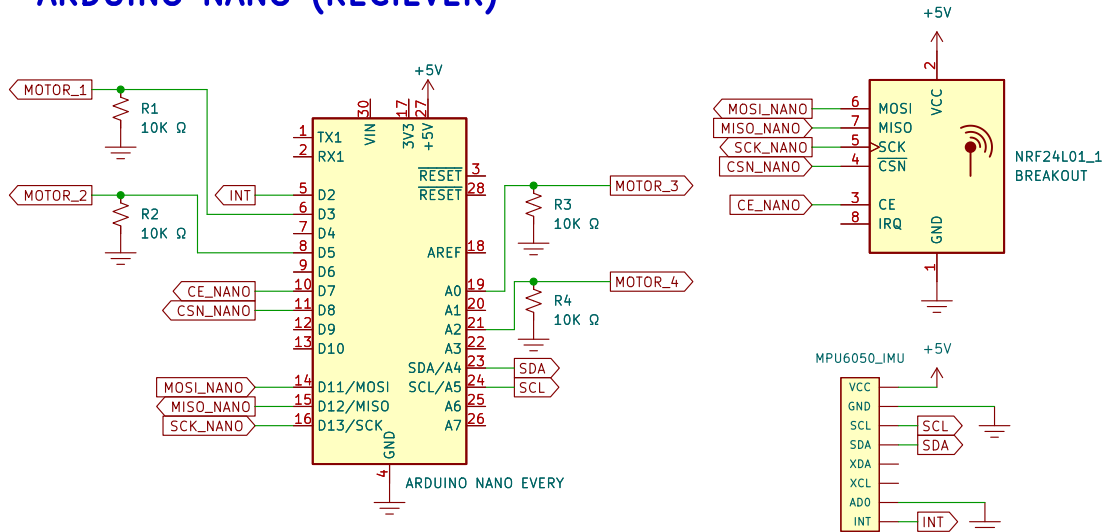 ARDUINO NANO (RECIEVER)
+5V
MOTOR_1
R1
10K Ω
MOTOR_2
R2
10K Ω
+5V
30
17
27
VIN
3V3
+5V
1 TX1
2 RX1
INT
5 D2
6 D3
7 D4
8 D5
9 D6
CE_NANO
10 D7
CSN_NANO
11 D8
12 D9
13 D10
MOSI_NANO
14 D11/MOSI
MISO_NANO
15 D12/MISO
SCK_NANO
16 D13/SCK
RESET 3
RESET 28
AREF 18
A0 19
A1 20
A2 21
A3 22
SDA/A4 23
SDA
SCL/A5 24
SCL
A6 25
A7 26
GND
4
ARDUINO NANO EVERY
MOTOR_3
R3
10K Ω
MOTOR_4
R4
10K Ω
2
VCC
MOSI_NANO
6 MOSI
MISO_NANO
7 MISO
SCK_NANO
5 SCK
CSN_NANO
4 CSN
CE_NANO
3 CE
8 IRQ
GND
1
NRF24L01_1
BREAKOUT
MPU6050_IMU
+5V
VCC
GND
SCL
SCL
SDA
SDA
XDA
XCL
ADO
INT
INT